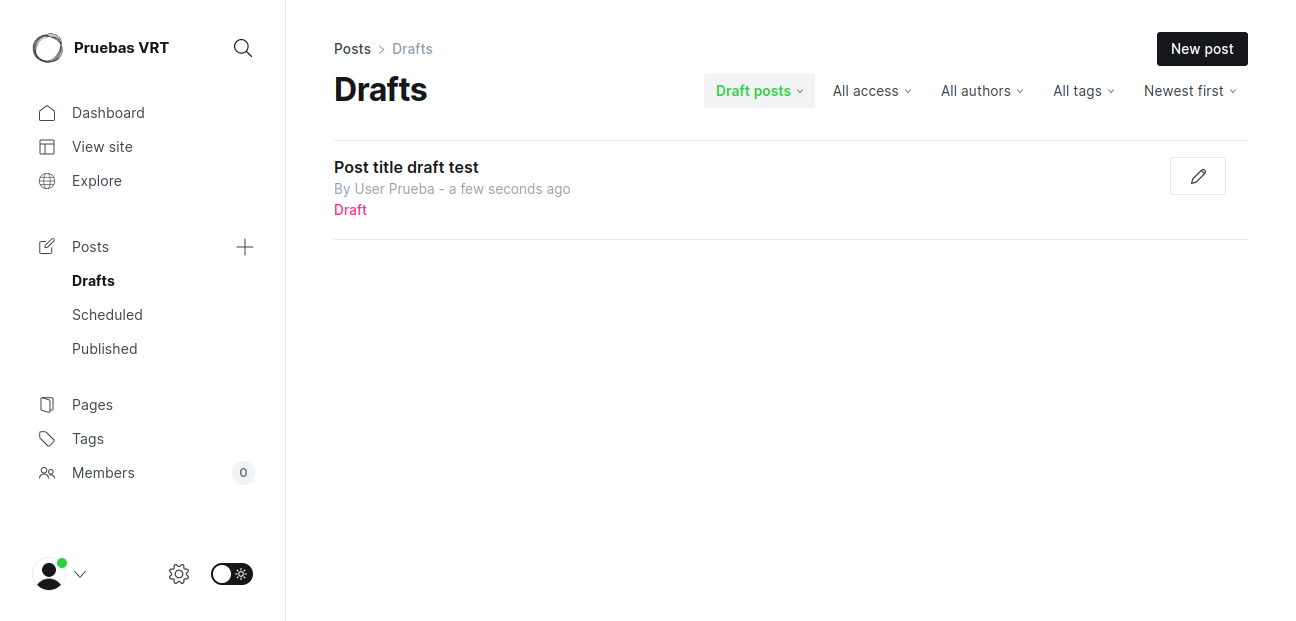 Pruebas VRT
Dashboard
View site
Explore
Posts
Drafts
Scheduled
Published
Pages
Tags
Members 0
Posts > Drafts
New post
Drafts
Draft posts All access All authors All tags Newest first
Post title draft test
By User Prueba - a few seconds ago
Draft